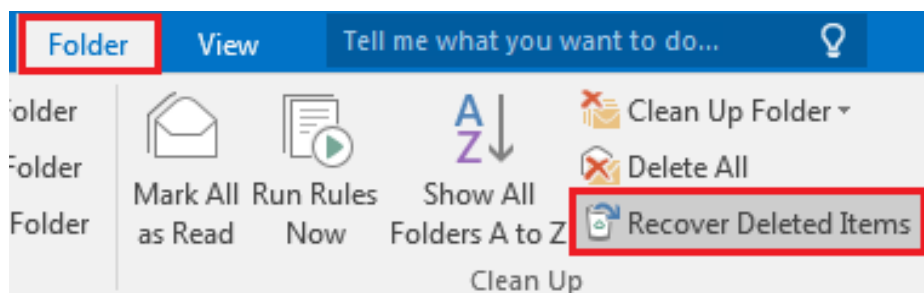 Folder View Tell me what you want to do...
older
Folder
Folder
Mark All as Read
Run Rules Now
Show All Folders A to Z
Clean Up Folder
Delete All
Recover Deleted Items
Clean Up